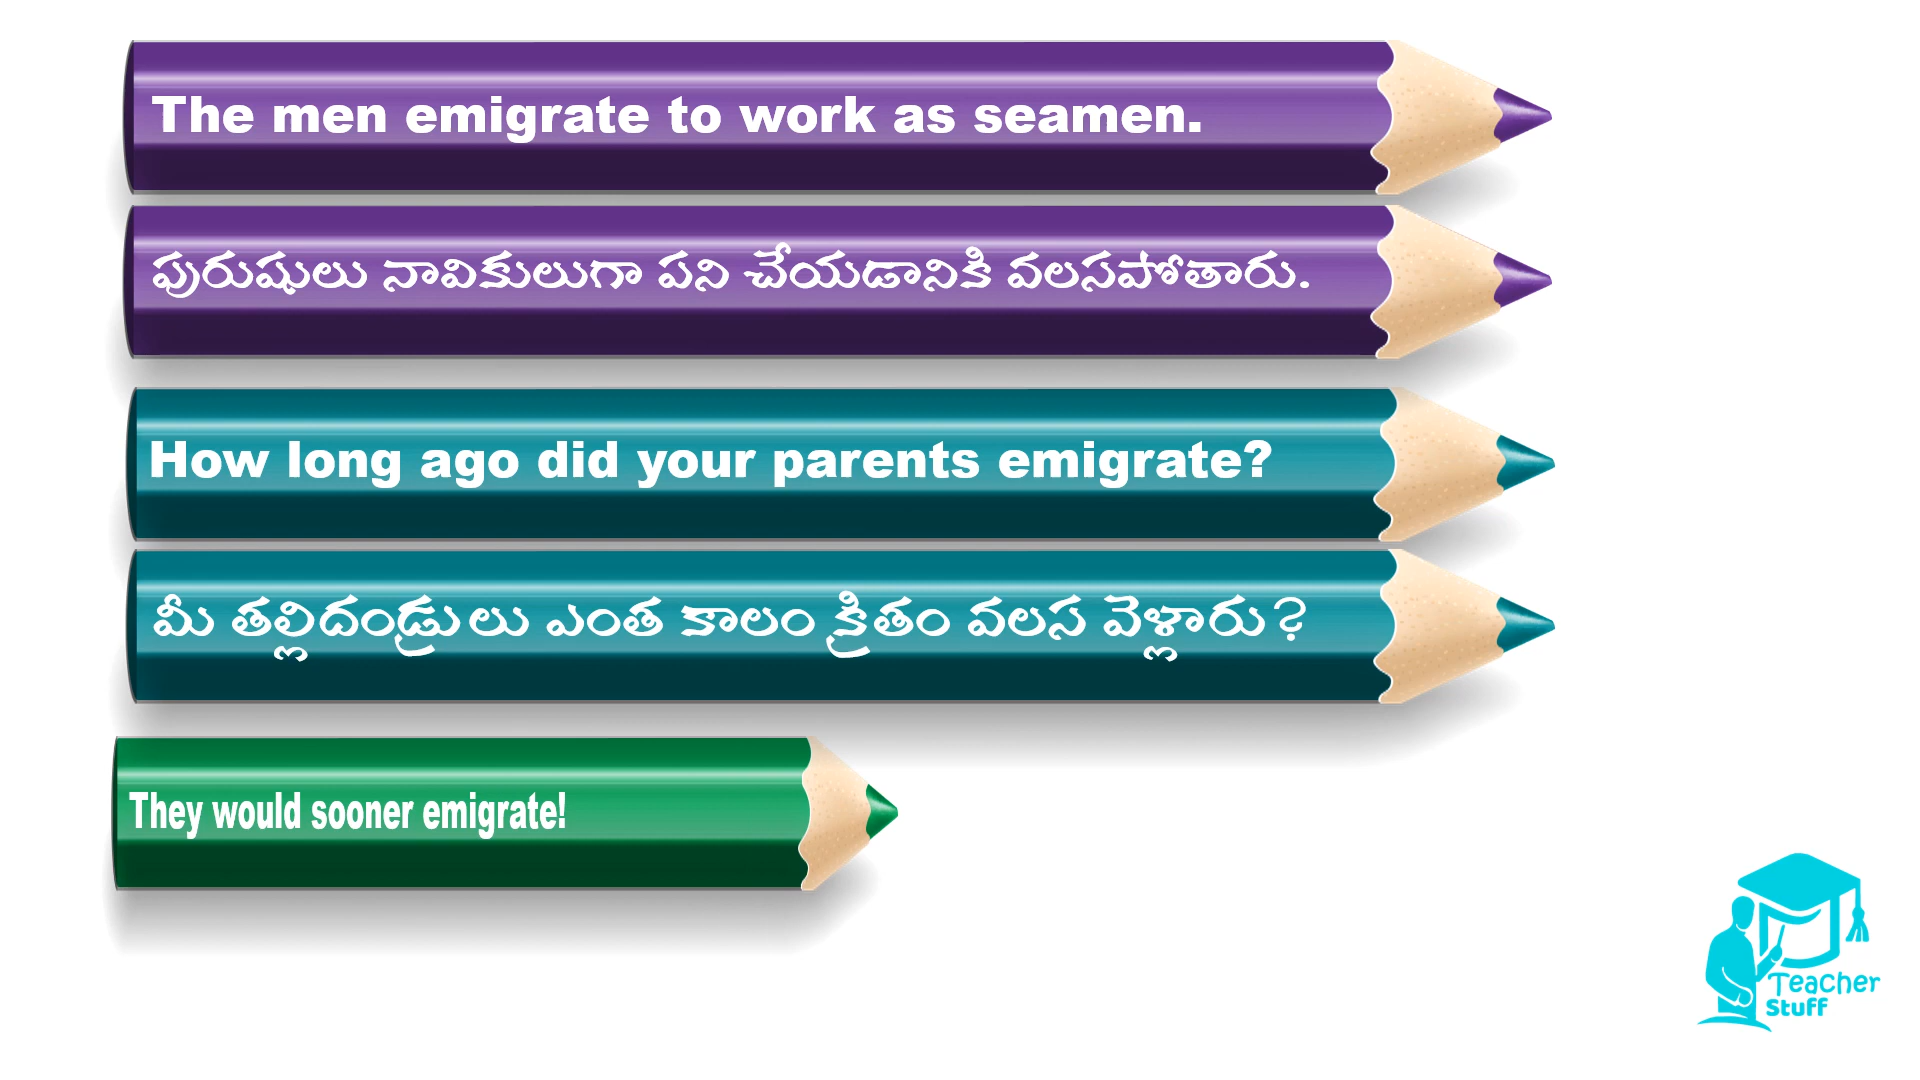 The men emigrate to work as seamen.
పురుషులు నావికులుగా పని చేయడానికి వలసపోతారు.
How long ago did your parents emigrate?
మీ తల్లిదండ్రులు ఎంత కాలం క్రితం వలస వెళ్లారు?
They would sooner emigrate!
Teacher
Stuff